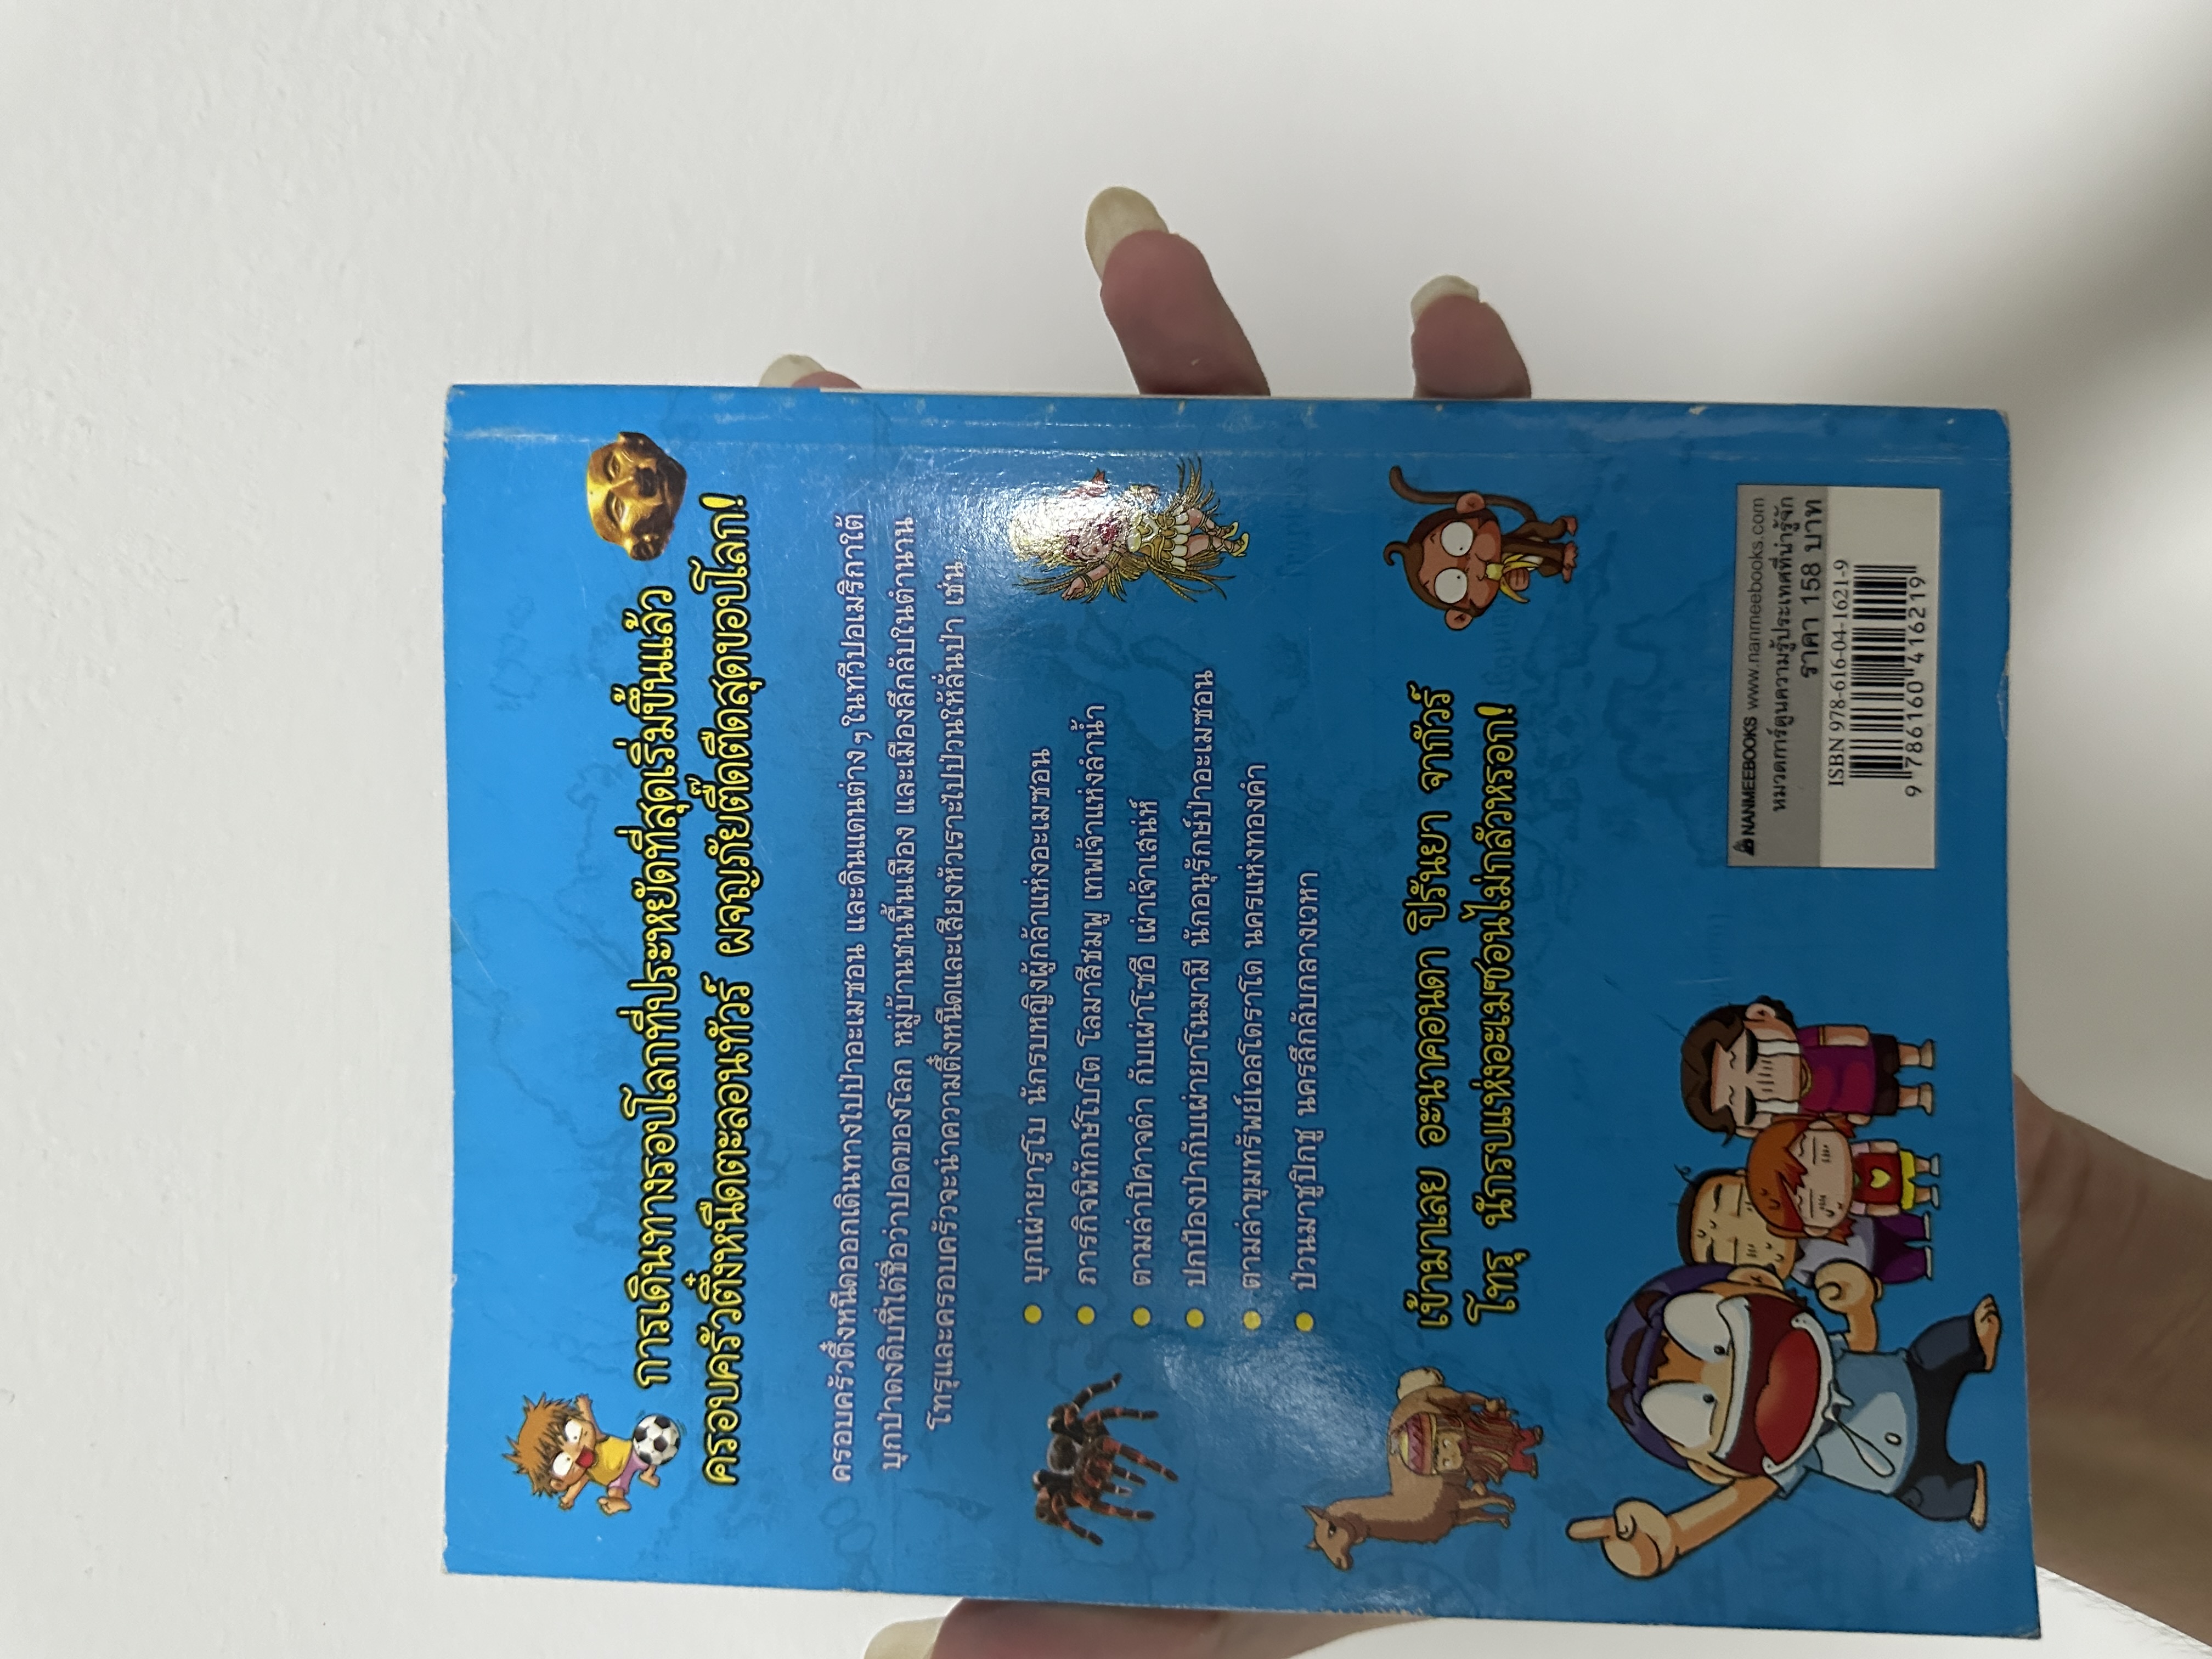 การเดินทางรอบโลกที่ประหยัดที่สุดเริ่มขึ้นแล้ว
ครอบครัวตึ๋งหนืดตะลอนทัวร์ ผจญภัยตื๊ดตืดสุดขอบโลก!
ครอบครัวตึ๋งหนืดออกเดินทางไปป่าอะเมซอน และดินแดนต่าง ๆ ในทวีปอเมริกาใต้
บุกป่าดงดิบที่ได้ชื่อว่าปอดของโลก หมู่บ้านชนพื้นเมือง และเมืองลึกลับในตำนาน
โทรุและครอบครัวจะนำความตึ๋งหนืดและเสียงหัวเราะไปป่วนให้ลั่นป่า เช่น
● บุกเผ่ายารูโบ นักรบหญิงผู้กล้าแห่งอะเมซอน
● ภารกิจพิทักษ์โบโต โลมาสีชมพู เทพเจ้าแห่งลำน้ำ
● ตามล่าปีศาจดำ กับเผ่าโซอี เผ่าเจ้าเสน่ห์
● ปกป้องป่ากับเผ่ายาโนมามี นักอนุรักษ์ป่าอะเมซอน
● ตามล่าขุมทรัพย์เอลโดราโด นครแห่งทองคำ
● ป่วนมาชูปิกชู นครลึกลับกลางเวหา
เข้ามาเลย อะนาคอนดา ปิรันยา จากัวร์
โทรุ นักรบแห่งอะเมซอนไม่กลัวหรอก!
NANMEEBOOKS www.nanmeebooks.com
หมวดการ์ตูนความรู้ประเทศที่น่ารู้จัก
ราคา 158 บาท
ISBN 978-616-04-1621-9
9 786160 416219